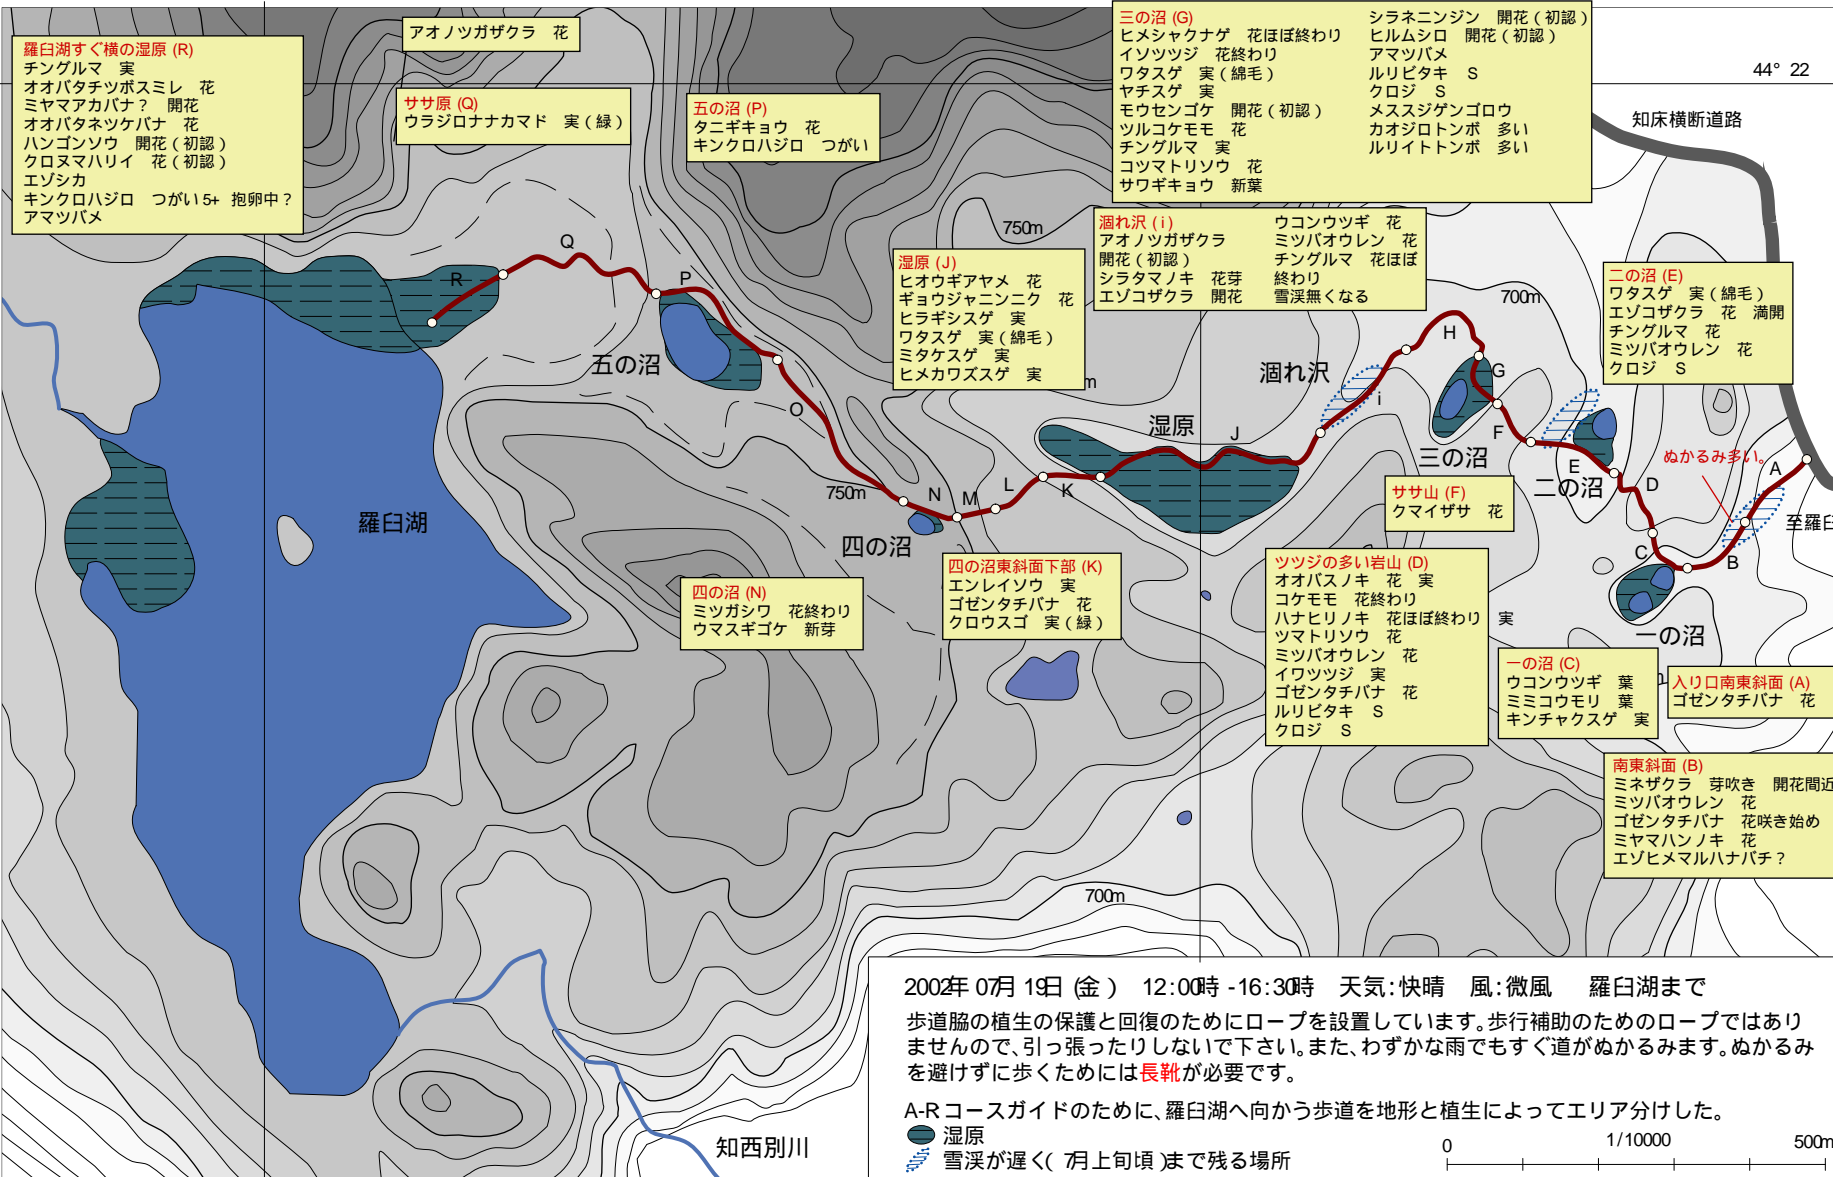 羅臼湖すぐ横の湿原 (R)
チングルマ　実
オオバタチツボスミレ　花
ミヤマアカバナ？　開花
オオバタネツケバナ　花
ハンゴンソウ　開花（初認）
クロヌマハリイ　花（初認）
エゾシカ
キンクロハジロ　つがい5+　抱卵中？
アマツバメ
アオノツガザクラ　花
ササ原 (Q)
ウラジロナナカマド　実（緑）
五の沼 (P)
タニギキョウ　花
キンクロハジロ　つがい
三の沼 (G)
ヒメシャクナゲ　花ほぼ終わり
イソツツジ　花終わり
ワタスゲ　実（綿毛）
ヤチスゲ　実
モウセンゴケ　開花（初認）
ツルコケモモ　花
チングルマ　実
コツマトリソウ　花
サワギキョウ　新葉
シラネニンジン　開花（初認）
ヒルムシロ　開花（初認）
アマツバメ
ルリビタキ　S
クロジ　S
メススジゲンゴロウ
カオジロトンボ　多い
ルリイトトンボ　多い
44° 22
知床横断道路
750m
涸れ沢 (i)
アオノツガザクラ
開花（初認）
シラタマノキ　花芽
エゾコザクラ　開花
ウコンウツギ　花
ミツバオウレン　花
チングルマ　花ほぼ
終わり
雪渓無くなる
湿原 (J)
ヒオウギアヤメ　花
ギョウジャニンニク　花
ヒラギシスゲ　実
ワタスゲ　実（綿毛）
ミタケスゲ　実
ヒメカワズスゲ　実
m
700m
二の沼 (E)
ワタスゲ　実（綿毛）
エゾコザクラ　花　満開
チングルマ　花
ミツバオウレン　花
クロジ　S
R
Q
P
五の沼
O
750m
N
M
L
K
湿原
J
涸れ沢
i
H
G
F
三の沼
E
二の沼
D
ぬかるみ多い。
A
至羅臼
C
B
一の沼
羅臼湖
四の沼
ササ山 (F)
クマイザサ　花
四の沼 (N)
ミツガシワ　花終わり
ウマスギゴケ　新芽
四の沼東斜面下部 (K)
エンレイソウ　実
ゴゼンタチバナ　花
クロウスゴ　実（緑）
ツツジの多い岩山 (D)
オオバスノキ　花　実
コケモモ　花終わり
ハナヒリノキ　花ほぼ終わり　実
ツマトリソウ　花
ミツバオウレン　花
イワツツジ　実
ゴゼンタチバナ　花
ルリビタキ　S
クロジ　S
一の沼 (C)
ウコンウツギ　葉
ミミコウモリ　葉
キンチャクスゲ　実
入り口南東斜面 (A)
ゴゼンタチバナ　花
南東斜面 (B)
ミネザクラ　芽吹き　開花間近
ミツバオウレン　花
ゴゼンタチバナ　花咲き始め
ミヤマハンノキ　花
エゾヒメマルハナバチ？
700m
2002年 07月 19日（金）　12:00時 -16:30時　天気：快晴　風：微風　羅臼湖まで
歩道脇の植生の保護と回復のためにロープを設置しています。歩行補助のためのロープではあり
ませんので、引っ張ったりしないで下さい。また、わずかな雨でもすぐ道がぬかるみます。ぬかるみ
を避けずに歩くためには長靴が必要です。
A-R コースガイドのために、羅臼湖へ向かう歩道を地形と植生によってエリア分けした。
湿原
雪渓が遅く（7月上旬頃）まで残る場所
0
1/10000
500m
知西別川